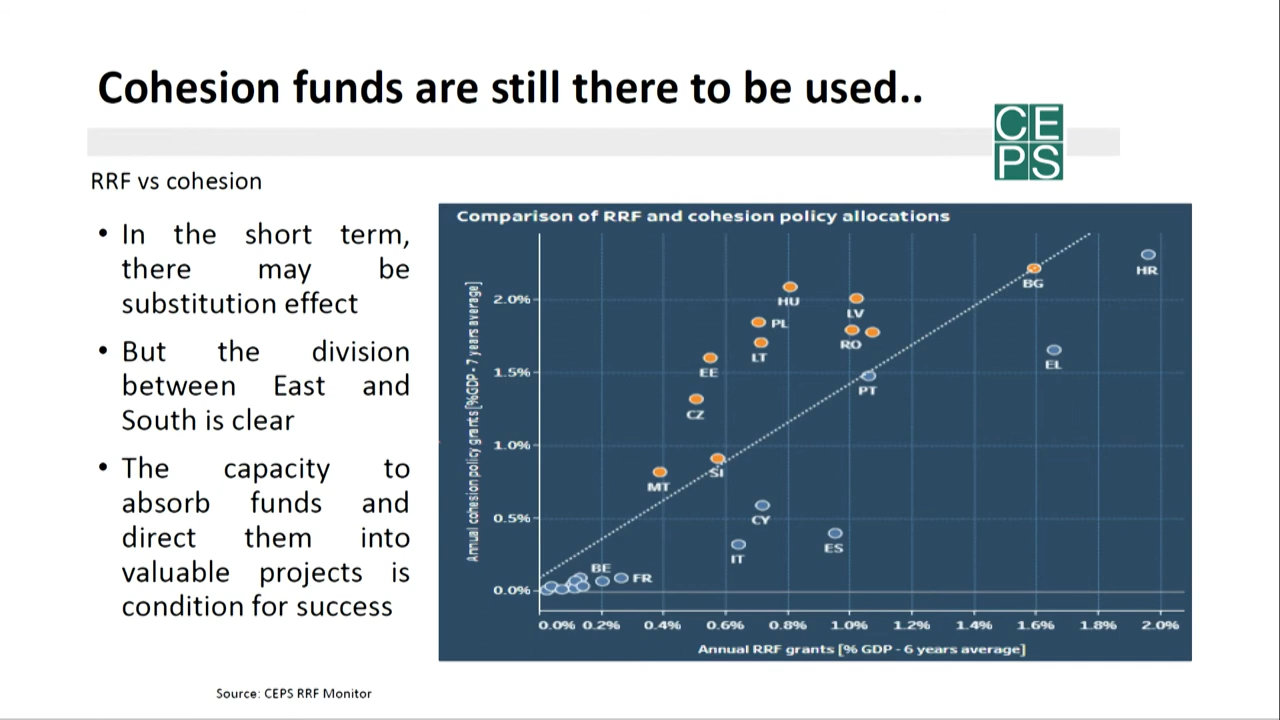 Cohesion funds are still there to be used..
CE
PS
RRF vs cohesion
• In the short term,
there may be
substitution effect
• But the division
between East and
South is clear
• The capacity to
absorb funds and
direct them into
valuable projects is
condition for success
Source: CEPS RRF Monitor
Comparison of RRF and cohesion policy allocations
Annual cohesion policy grants [%GDP - 7 years average]
2.0%
1.5%
1.0%
0.5%
0.0%
HR
BG
HU
LV
PL
RO
LT
EL
EE
PT
CZ
SI
MT
CY
ES
IT
BE
FR
0.0% 0.2% 0.4% 0.6% 0.8% 1.0% 1.2% 1.4% 1.6% 1.8% 2.0%
Annual RRF grants [% GDP - 6 years average]